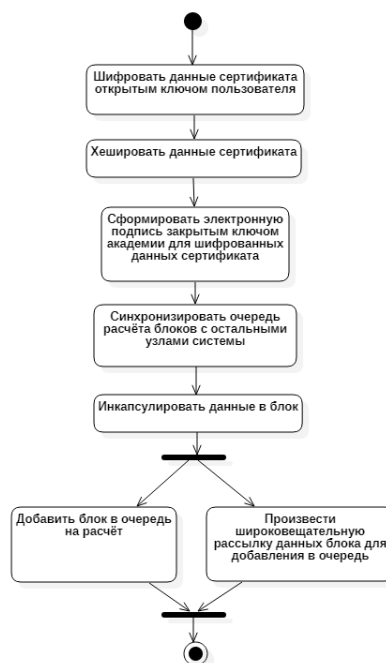 Шифровать данные сертификата
открытым ключом пользователя
Хешировать данные сертификата
Сформировать электронную
подпись закрытым ключом
академии для шифрованных
данных сертификата
Синхронизировать очередь
расчёта блоков с остальными
узлами системы
Инкапсулировать данные в блок
Добавить блок в очередь
на расчёт
Произвести
широковещательную
рассылку данных блока для
добавления в очередь